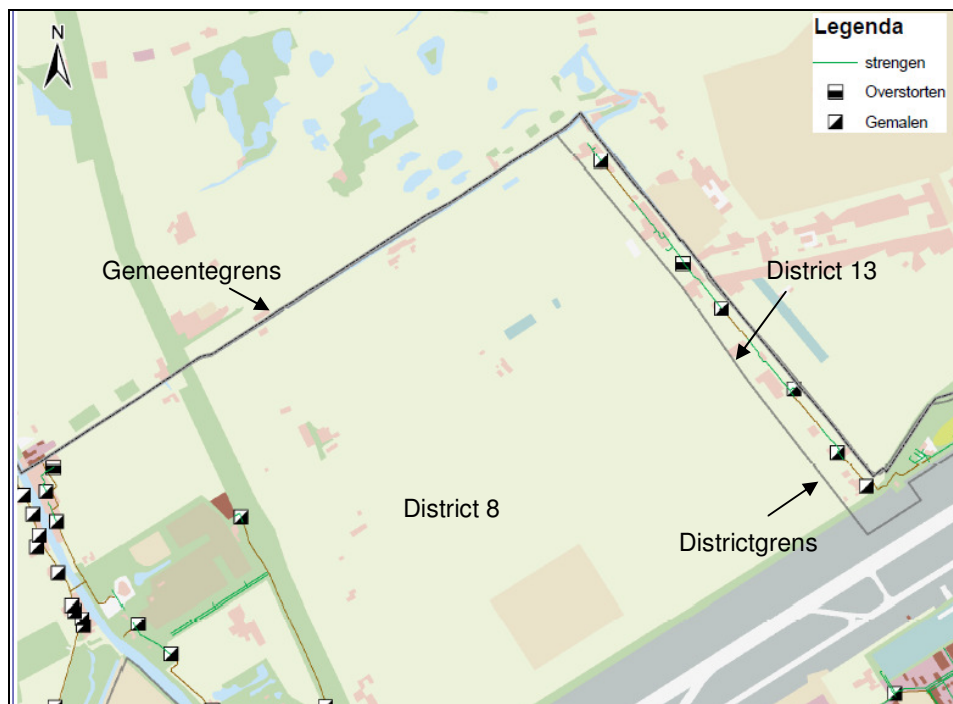 N
Legenda
strengen
Overstorten
Gemalen
Gemeentegrens
District 13
District 8
Districtgrens